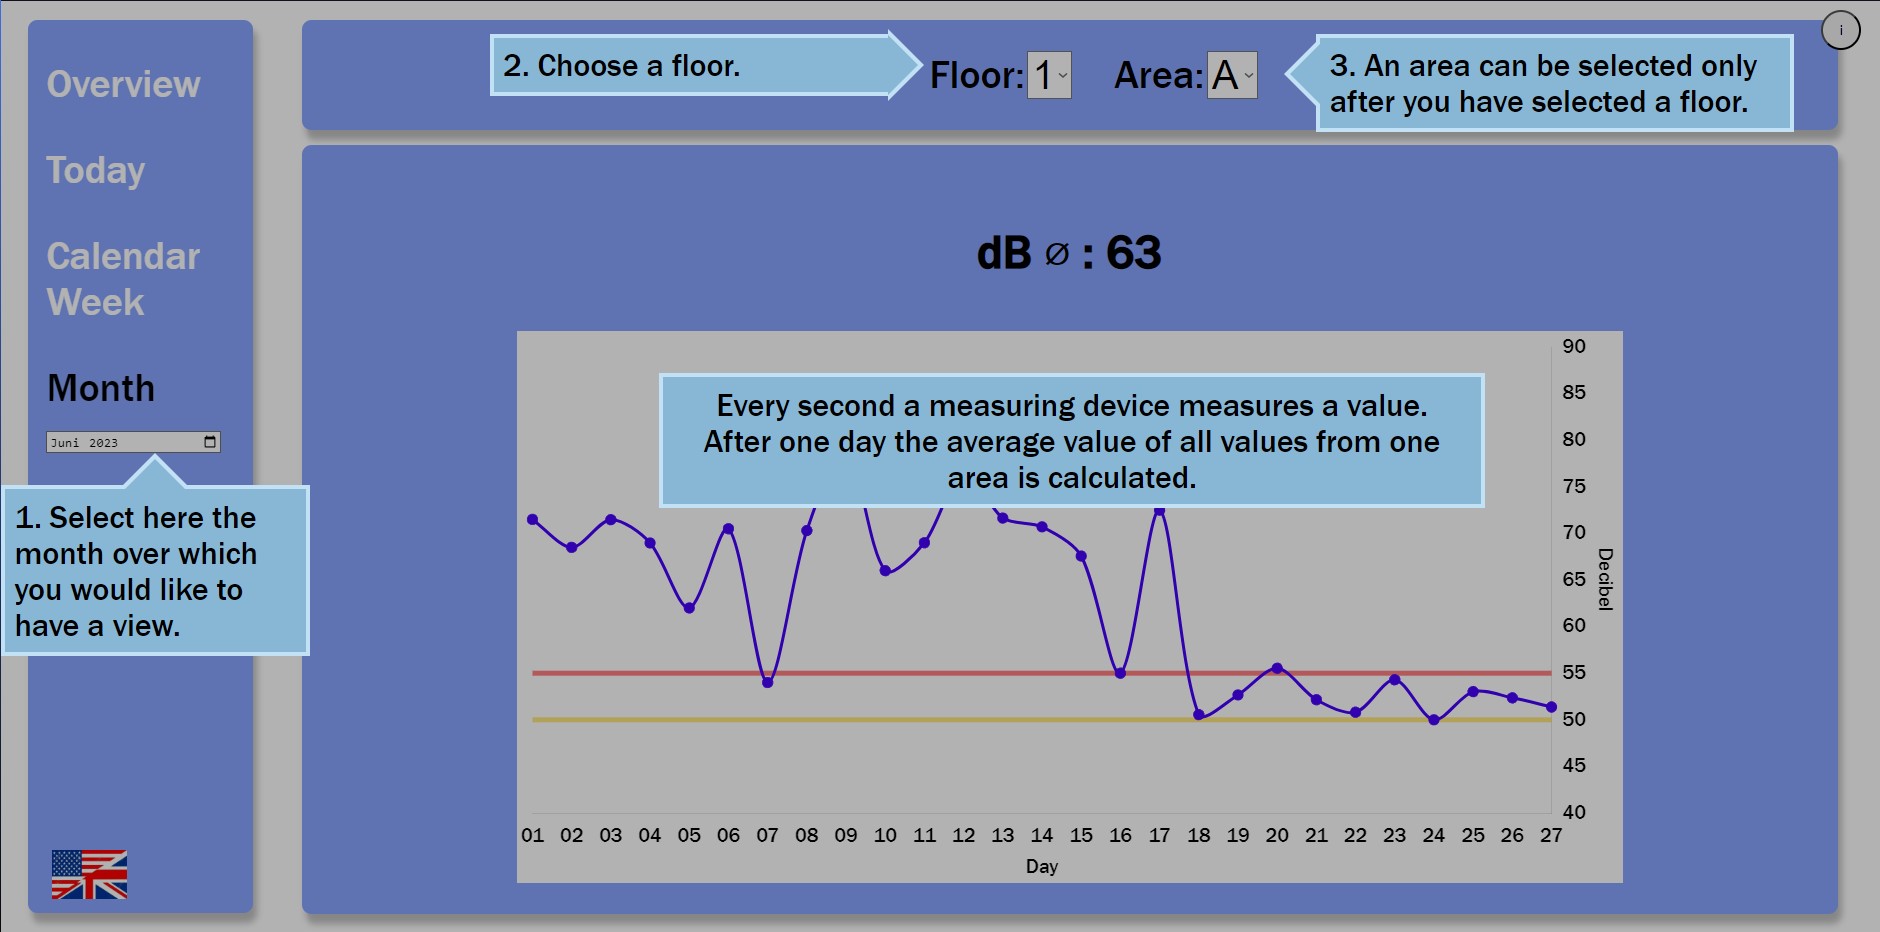 Overview
Today
Calendar
Week
Month
Juni 2023
1. Select here the
month over which
you would like to
have a view.
2. Choose a floor.
Floor: 1
Area: A
3. An area can be selected only
after you have selected a floor.
i
dB ∅ : 63
Every second a measuring device measures a value.
After one day the average value of all values from one
area is calculated.
90
85
80
75
70
65
60
55
50
45
40
Decibel
01 02 03 04 05 06 07 08 09 10 11 12 13 14 15 16 17 18 19 20 21 22 23 24 25 26 27
Day